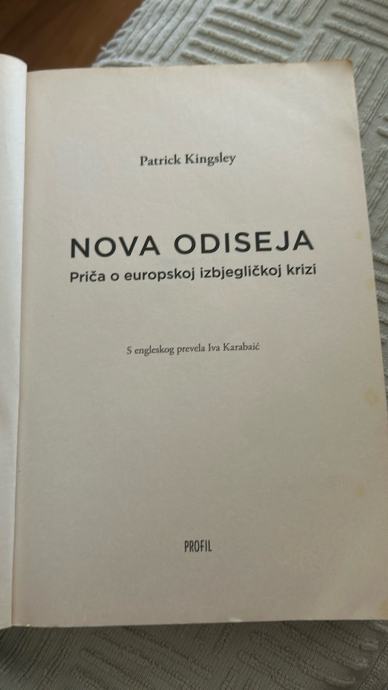 Patrick Kingsley
NOVA ODISEJA
Priča o europskoj izbjegličkoj krizi
S engleskog prevela Iva Karabaić
PROFIL